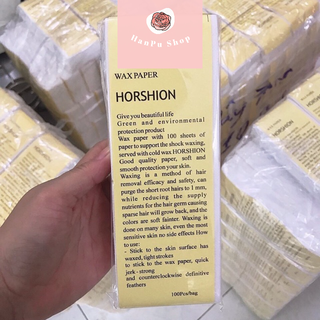 HaoPu Shop
WAX PAPER
HORSHION
Give you beautiful life
Green and environmental
protection product
Wax paper with 100 sheets of
paper to support the shock waxing,
served with cold wax HORSHION
Good quality paper, soft and
smooth protection your skin.
Waxing is a method of hair
removal efficacy and safety, can
purge the short root hairs to 1 mm,
while reducing the supply
nutrients for the hair germ causing
sparse hair will grow back, and the
colors are soft fainter. Waxing is
done on many skin, even the most
sensitive skin no side effects How
to use:
- Stick to the skin surface has
waxed, tight strokes
to stick to the wax paper, quick
jerk - strong
and counterclockwise definitive
feathers
100Pcs/bag